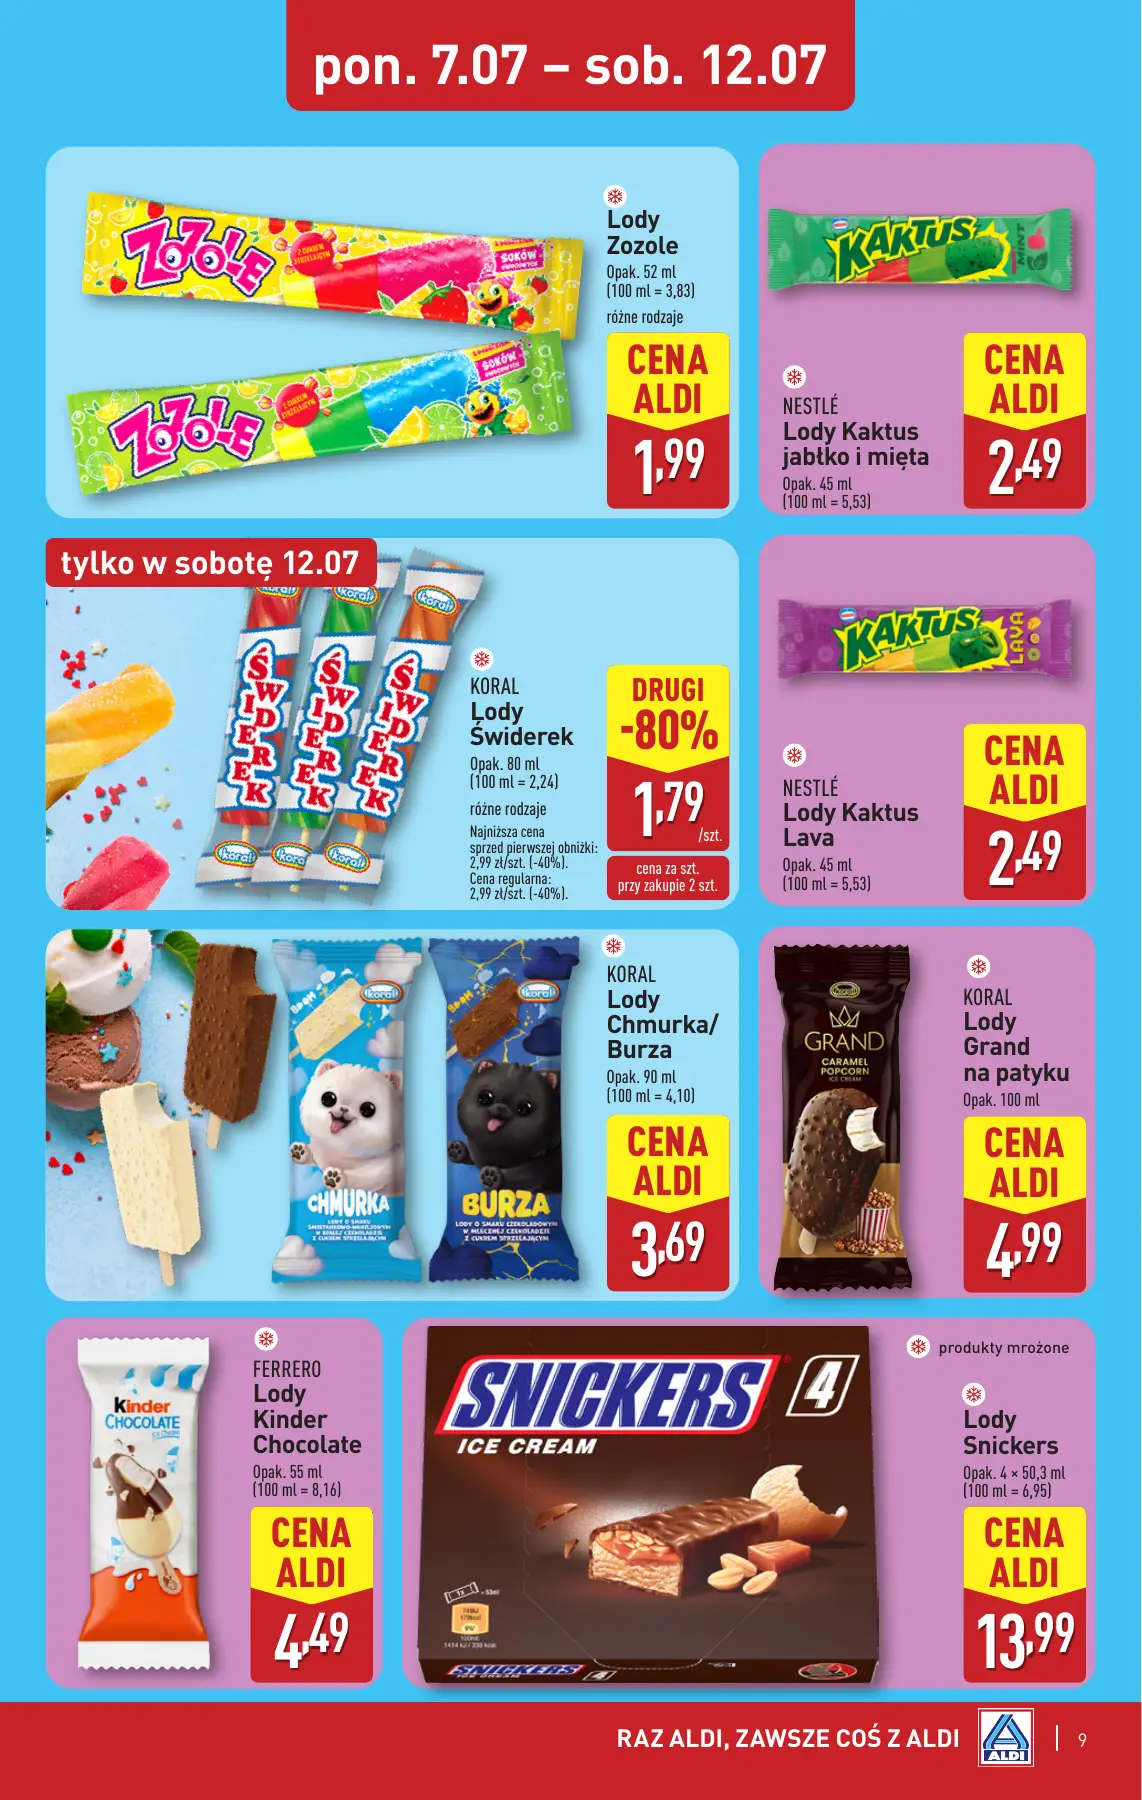 pon. 7.07 – sob. 12.07
ZOZOLE
Z CUKREM
STRZELAJĄCYM
SOKÓW
OWOCOWYCH
ZOZOLE
Z CUKREM
STRZELAJĄCYM
SOKÓW
OWOCOWYCH
Lody
Zozole
Opak. 52 ml
(100 ml = 3,83)
różne rodzaje
CENA
ALDI
1,99
KAKTUS
MINT
NESTLÉ
Lody Kaktus
jabłko i mięta
Opak. 45 ml
(100 ml = 5,53)
CENA
ALDI
2,49
tylko w sobotę 12.07
Koral
Koral
Koral
ŚWIDEREK
ŚWIDEREK
ŚWIDEREK
Koral
Koral
Koral
KORAL
Lody
Świderek
Opak. 80 ml
(100 ml = 2,24)
różne rodzaje
Najniższa cena
sprzed pierwszej obniżki:
2,99 zł/szt. (-40%).
Cena regularna:
2,99 zł/szt. (-40%).
DRUGI
-80%
1,79
/szt.
cena za szt.
przy zakupie 2 szt.
KAKTUS
LAVA
NESTLÉ
Lody Kaktus
Lava
Opak. 45 ml
(100 ml = 5,53)
CENA
ALDI
2,49
BOOM
Koral
CHMURKA
LODY O SMAKU
ŚMIETANKOWO-WANILIOWYM
W BIAŁEJ CZEKOLADZIE
Z CUKREM STRZELAJĄCYM
BOOM
Koral
BURZA
LODY O SMAKU CZEKOLADOWYM
W MLECZNEJ CZEKOLADZIE
Z CUKREM STRZELAJĄCYM
KORAL
Lody
Chmurka/
Burza
Opak. 90 ml
(100 ml = 4,10)
CENA
ALDI
3,69
Koral
GRAND
CARAMEL
POPCORN
ICE CREAM
KORAL
Lody
Grand
na patyku
Opak. 100 ml
CENA
ALDI
4,99
Kinder
CHOCOLATE
Ice Cream
FERRERO
Lody
Kinder
Chocolate
Opak. 55 ml
(100 ml = 8,16)
CENA
ALDI
4,49
SNICKERS® 4
ICE CREAM
SNICKERS 4
ICE CREAM
produkty mrożone
Lody
Snickers
Opak. 4 × 50,3 ml
(100 ml = 6,95)
CENA
ALDI
13,99
RAZ ALDI, ZAWSZE COŚ Z ALDI
ALDI
9